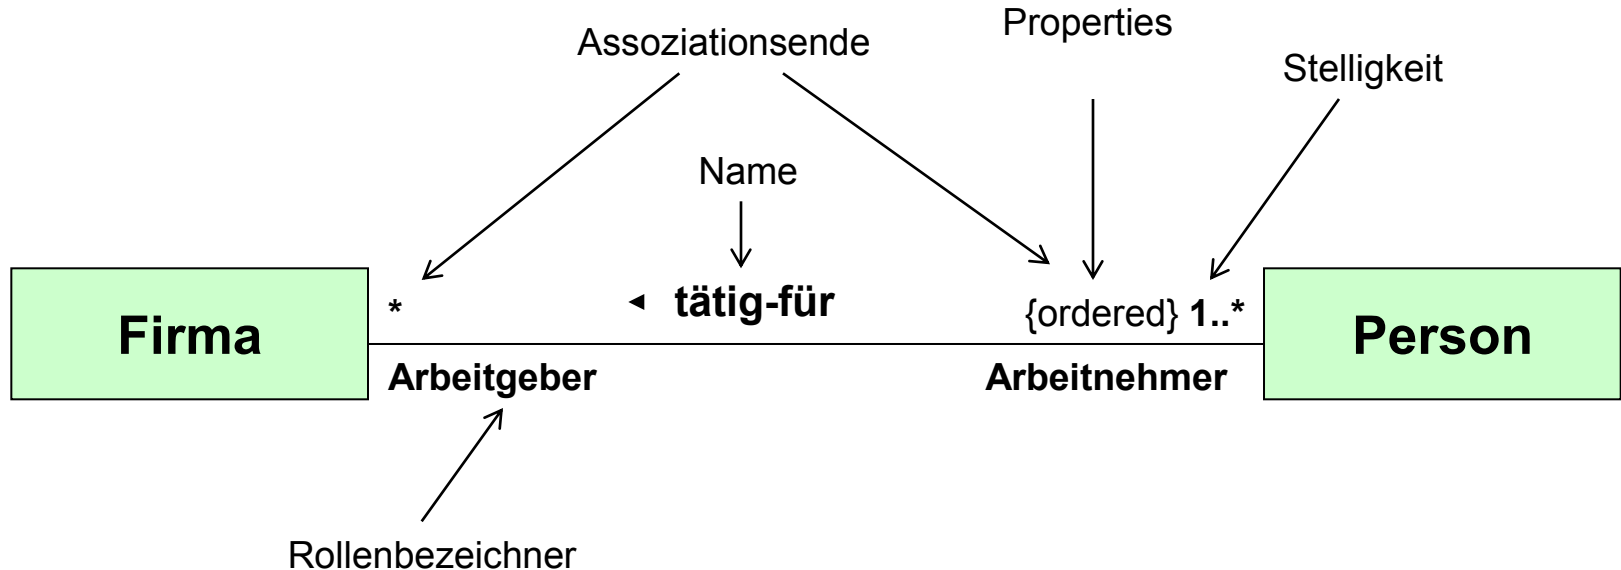 Properties
Assoziationsende
Stelligkeit
Name
* ◄ tätig-für {ordered} 1..*
Firma
Person
Arbeitgeber
Arbeitnehmer
Rollenbezeichner